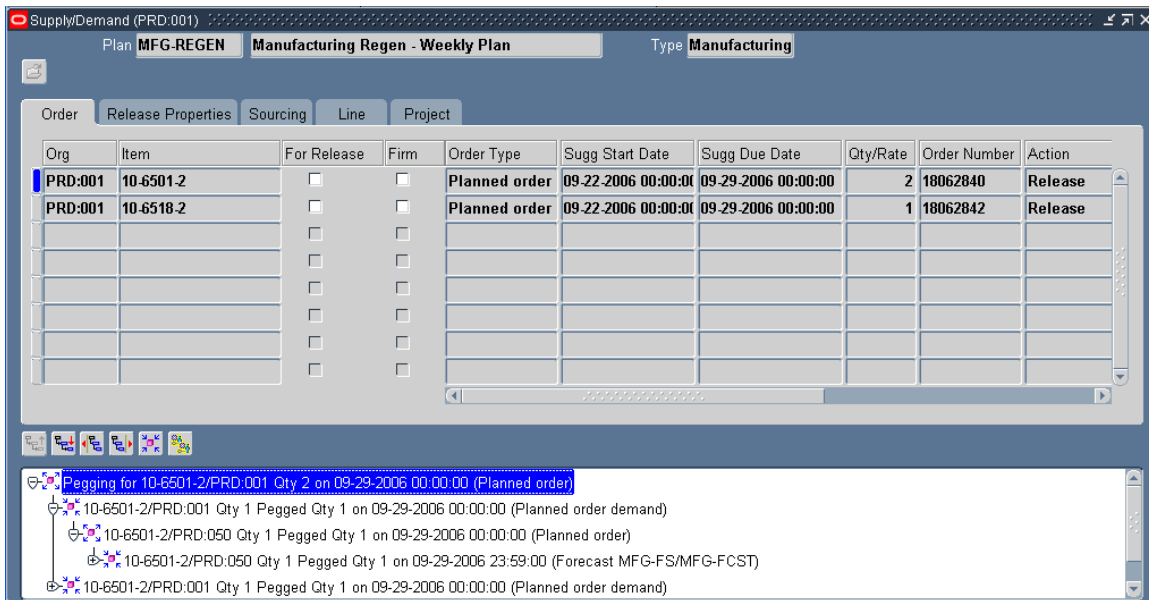 Supply/Demand (PRD:001)
Plan MFG-REGEN Manufacturing Regen - Weekly Plan Type Manufacturing
Order Release Properties Sourcing Line Project
Org Item For Release Firm Order Type Sugg Start Date Sugg Due Date Qty/Rate Order Number Action
PRD:001 10-6501-2 Planned order 09-22-2006 00:00:00 09-29-2006 00:00:00 2 18062840 Release
PRD:001 10-6518-2 Planned order 09-22-2006 00:00:00 09-29-2006 00:00:00 1 18062842 Release
Pegging for 10-6501-2/PRD:001 Qty 2 on 09-29-2006 00:00:00 (Planned order)
10-6501-2/PRD:001 Qty 1 Pegged Qty 1 on 09-29-2006 00:00:00 (Planned order demand)
10-6501-2/PRD:050 Qty 1 Pegged Qty 1 on 09-29-2006 00:00:00 (Planned order)
10-6501-2/PRD:050 Qty 1 Pegged Qty 1 on 09-29-2006 23:59:00 (Forecast MFG-FS/MFG-FCST)
10-6501-2/PRD:001 Qty 1 Pegged Qty 1 on 09-29-2006 00:00:00 (Planned order demand)